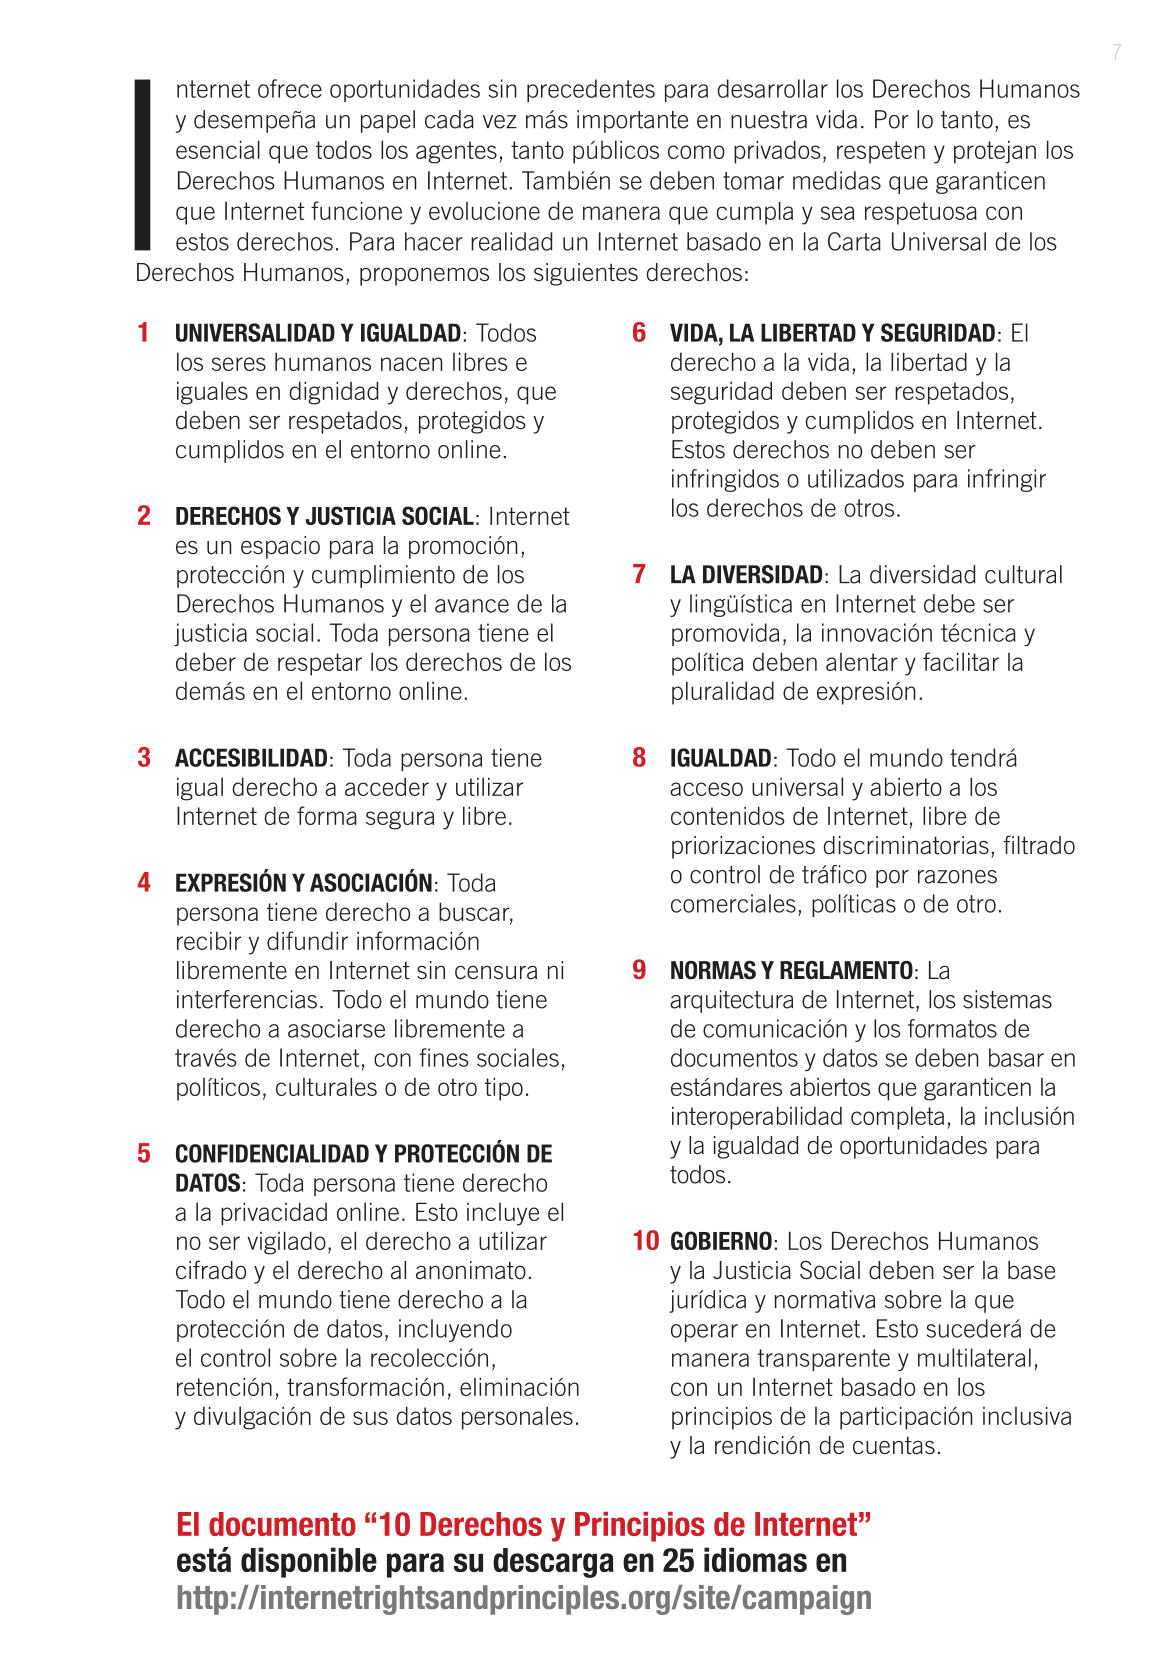 7
Internet ofrece oportunidades sin precedentes para desarrollar los Derechos Humanos
y desempeña un papel cada vez más importante en nuestra vida. Por lo tanto, es
esencial que todos los agentes, tanto públicos como privados, respeten y protejan los
Derechos Humanos en Internet. También se deben tomar medidas que garanticen
que Internet funcione y evolucione de manera que cumpla y sea respetuosa con
estos derechos. Para hacer realidad un Internet basado en la Carta Universal de los
Derechos Humanos, proponemos los siguientes derechos:
1 UNIVERSALIDAD Y IGUALDAD: Todos
los seres humanos nacen libres e
iguales en dignidad y derechos, que
deben ser respetados, protegidos y
cumplidos en el entorno online.
2 DERECHOS Y JUSTICIA SOCIAL: Internet
es un espacio para la promoción,
protección y cumplimiento de los
Derechos Humanos y el avance de la
justicia social. Toda persona tiene el
deber de respetar los derechos de los
demás en el entorno online.
3 ACCESIBILIDAD: Toda persona tiene
igual derecho a acceder y utilizar
Internet de forma segura y libre.
4 EXPRESIÓN Y ASOCIACIÓN: Toda
persona tiene derecho a buscar,
recibir y difundir información
libremente en Internet sin censura ni
interferencias. Todo el mundo tiene
derecho a asociarse libremente a
través de Internet, con fines sociales,
políticos, culturales o de otro tipo.
5 CONFIDENCIALIDAD Y PROTECCIÓN DE
DATOS: Toda persona tiene derecho
a la privacidad online. Esto incluye el
no ser vigilado, el derecho a utilizar
cifrado y el derecho al anonimato.
Todo el mundo tiene derecho a la
protección de datos, incluyendo
el control sobre la recolección,
retención, transformación, eliminación
y divulgación de sus datos personales.
6 VIDA, LA LIBERTAD Y SEGURIDAD: El
derecho a la vida, la libertad y la
seguridad deben ser respetados,
protegidos y cumplidos en Internet.
Estos derechos no deben ser
infringidos o utilizados para infringir
los derechos de otros.
7 LA DIVERSIDAD: La diversidad cultural
y lingüística en Internet debe ser
promovida, la innovación técnica y
política deben alentar y facilitar la
pluralidad de expresión.
8 IGUALDAD: Todo el mundo tendrá
acceso universal y abierto a los
contenidos de Internet, libre de
priorizaciones discriminatorias, filtrado
o control de tráfico por razones
comerciales, políticas o de otro.
9 NORMAS Y REGLAMENTO: La
arquitectura de Internet, los sistemas
de comunicación y los formatos de
documentos y datos se deben basar en
estándares abiertos que garanticen la
interoperabilidad completa, la inclusión
y la igualdad de oportunidades para
todos.
10 GOBIERNO: Los Derechos Humanos
y la Justicia Social deben ser la base
jurídica y normativa sobre la que
operar en Internet. Esto sucederá de
manera transparente y multilateral,
con un Internet basado en los
principios de la participación inclusiva
y la rendición de cuentas.
El documento “10 Derechos y Principios de Internet”
está disponible para su descarga en 25 idiomas en
http://internetrightsandprinciples.org/site/campaign